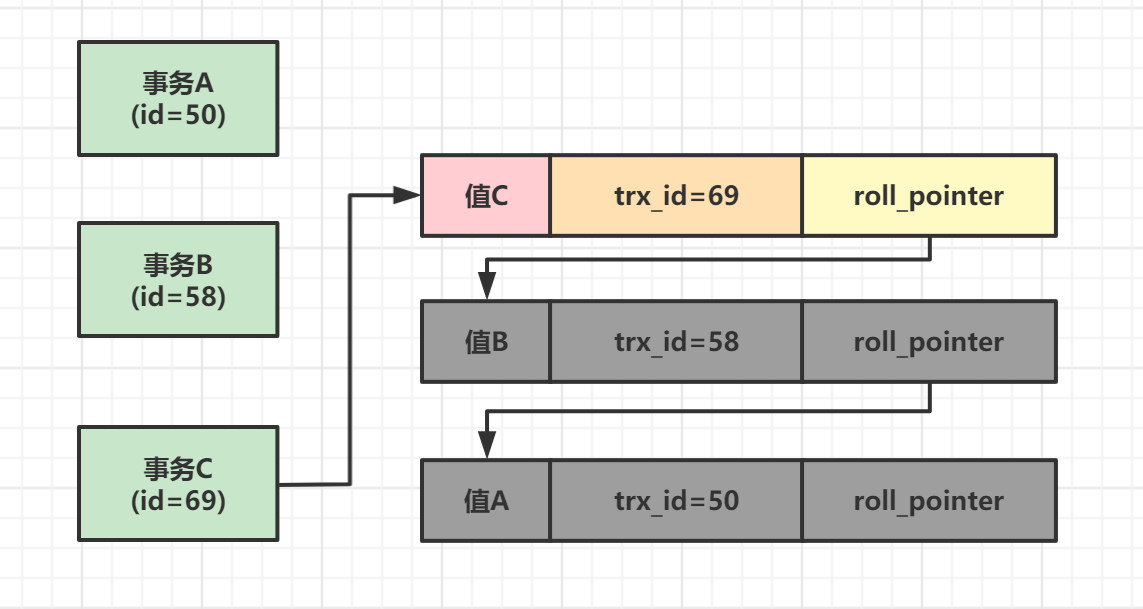 事务A
(id=50)
事务B
(id=58)
事务C
(id=69)
值C trx_id=69 roll_pointer
值B trx_id=58 roll_pointer
值A trx_id=50 roll_pointer